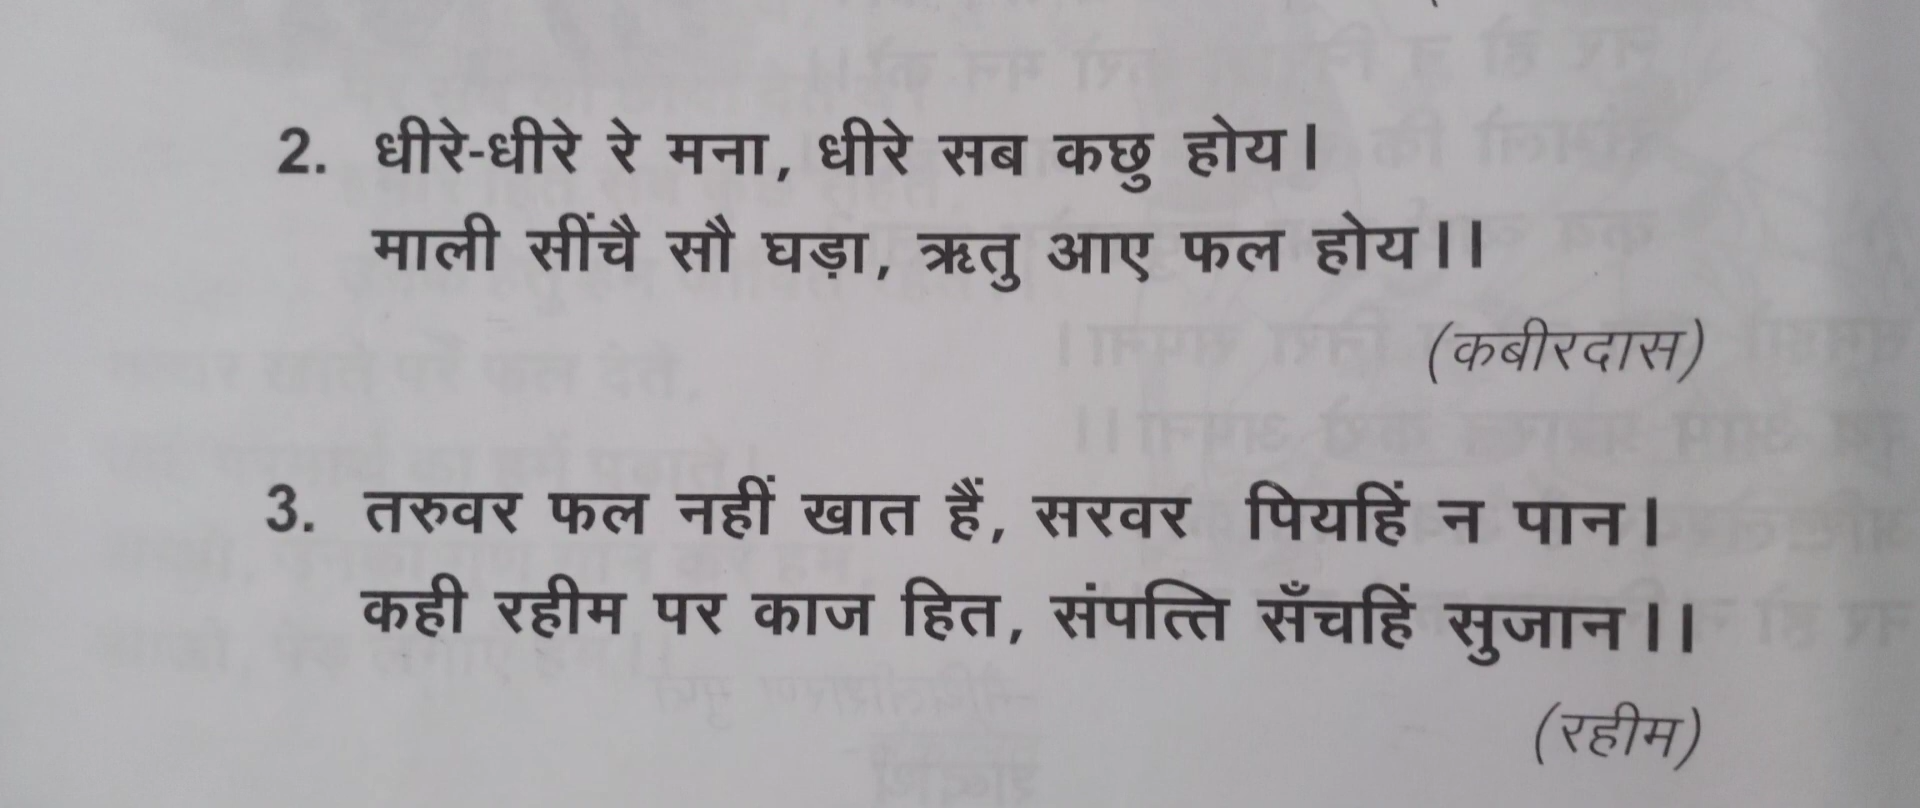 2. धीरे-धीरे रे मना, धीरे सब कछु होय।
माली सींचै सौ घड़ा, ऋतु आए फल होय।।
(कबीरदास)
3. तरुवर फल नहीं खात हैं, सरवर पियहिं न पान।
कही रहीम पर काज हित, संपत्ति सँचहिं सुजान।।
(रहीम)